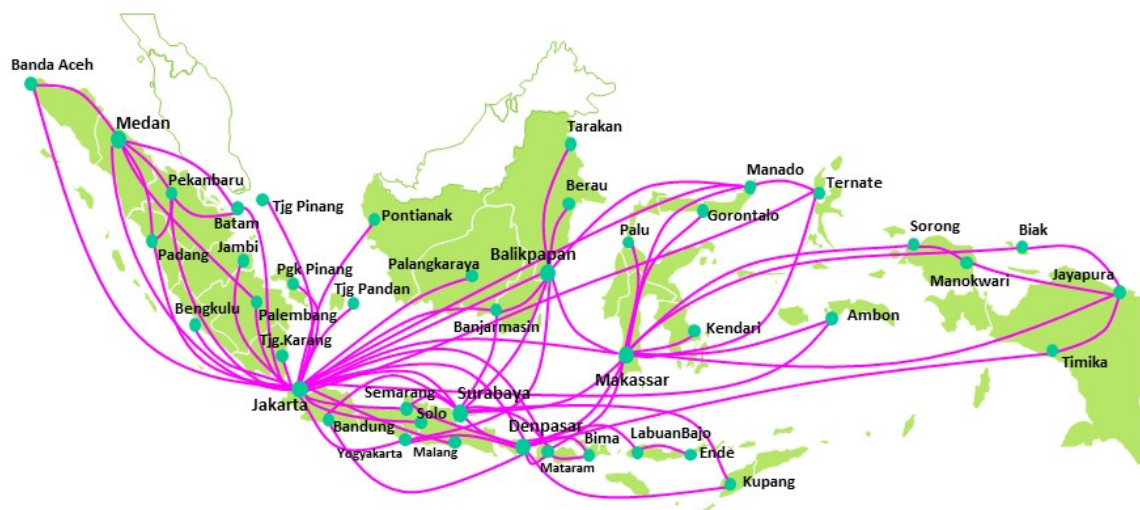 Banda Aceh
Medan
Tarakan
Pekanbaru
Manado
Ternate
Berau
Tjg Pinang
Pontianak
Gorontalo
Batam
Palu
Sorong
Biak
Jambi
Padang
Balikpapan
Pgk Pinang
Palangkaraya
Manokwari
Jayapura
Tjg Pandan
Bengkulu
Palembang
Banjarmasin
Kendari
Ambon
Tjg.Karang
Timika
Makassar
Semarang
Surabaya
Jakarta
Solo
Bandung
Denpasar
Bima
LabuanBajo
Yogyakarta
Malang
Mataram
Ende
Kupang